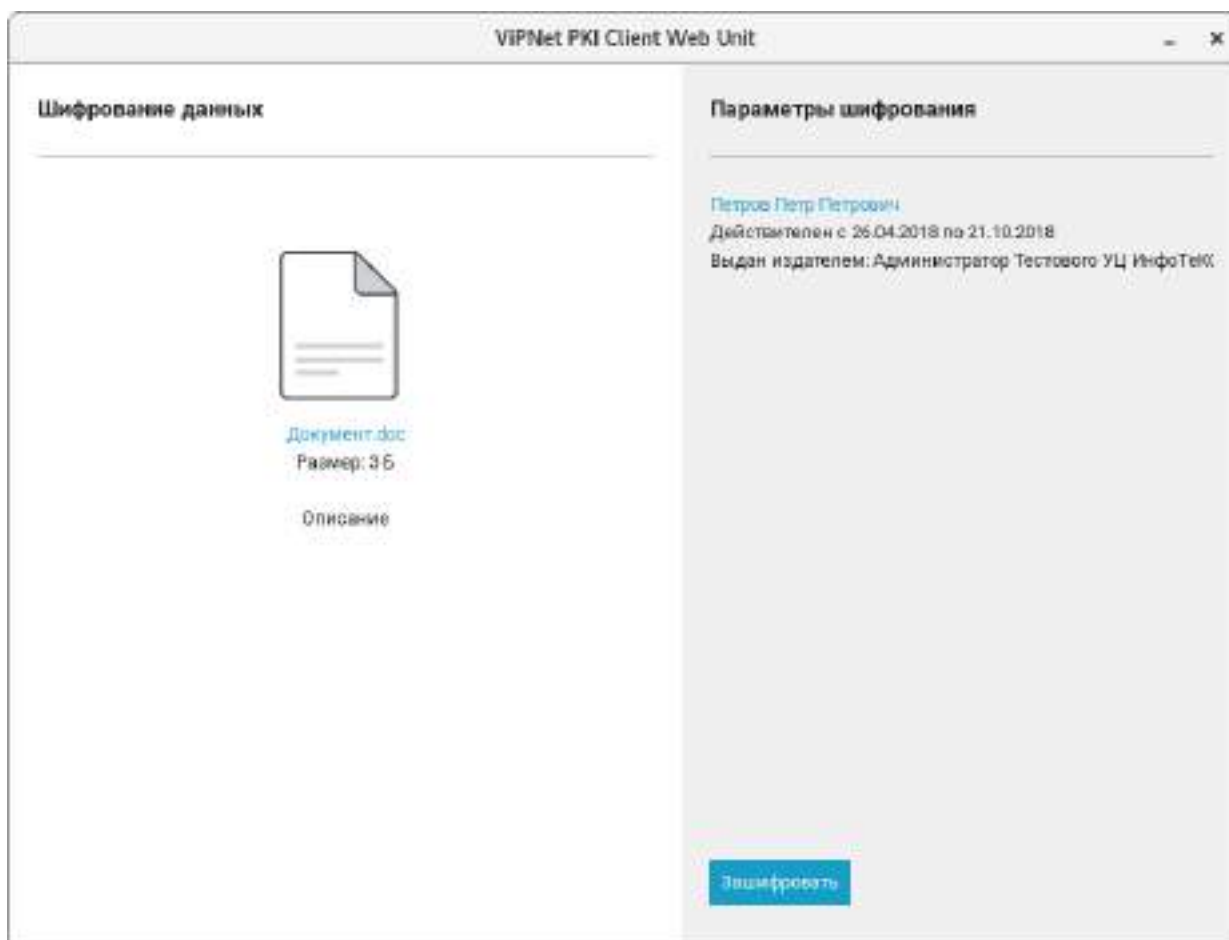 ViPNet PKI Client Web Unit
Шифрование данных
Документ.doc
Размер: 3 Б
Описание
Параметры шифрования
Петров Петр Петрович
Действителен с 26.04.2018 по 21.10.2018
Выдан издателем: Администратор Тестового УЦ ИнфоТеКС
Зашифровать